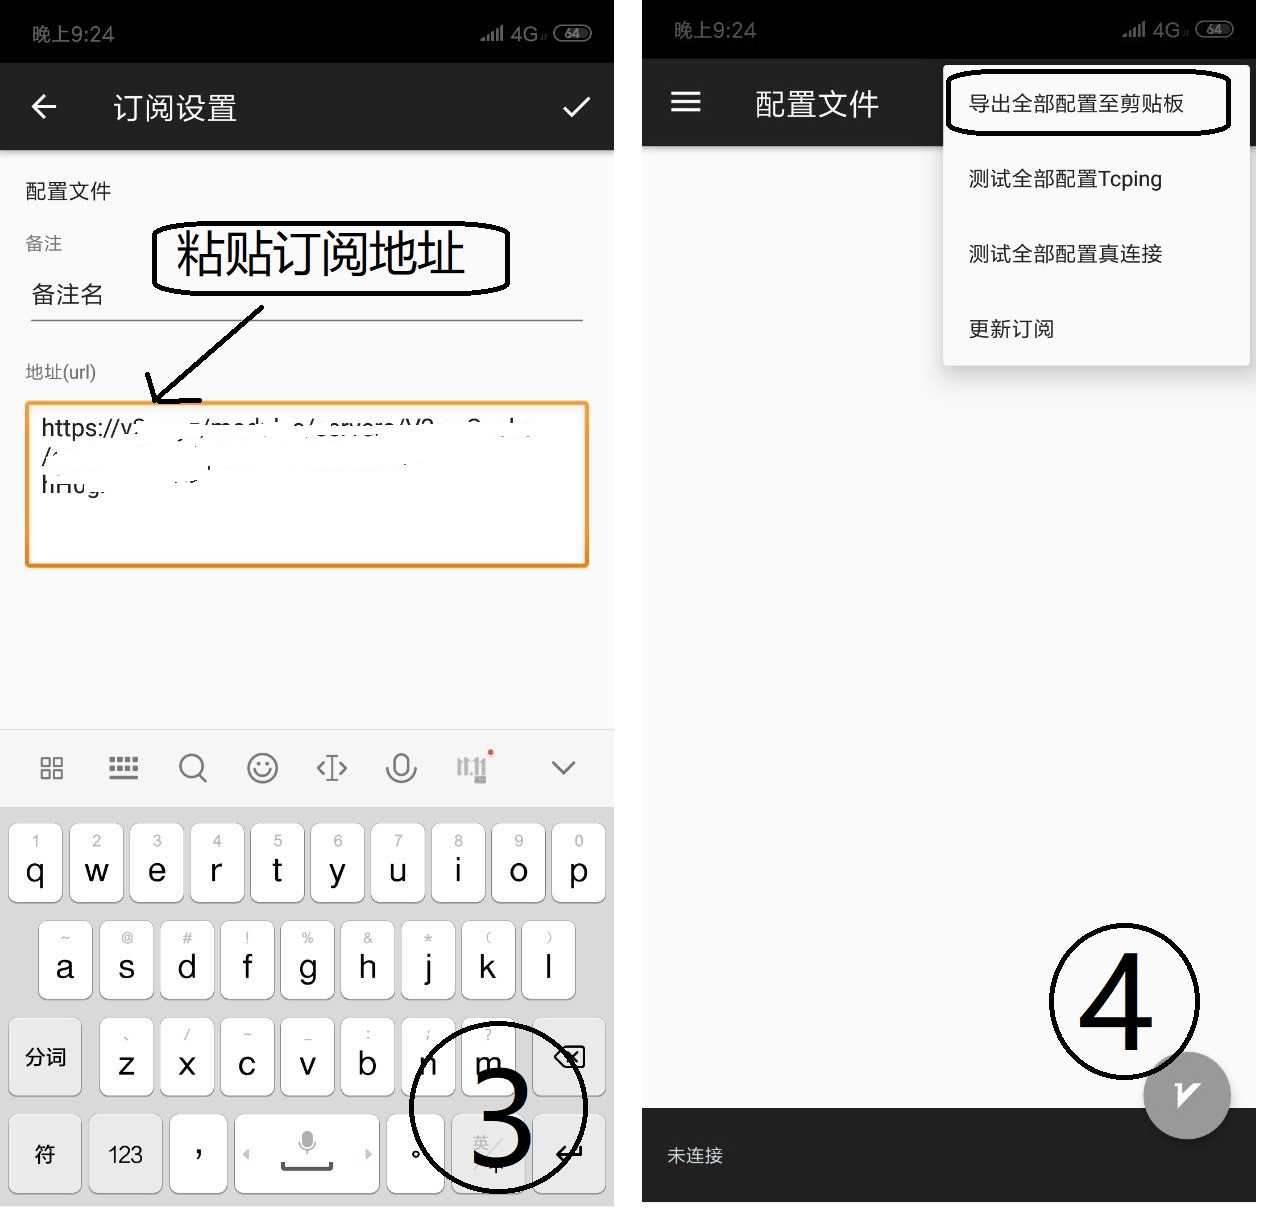 晚上9:24
4G
64
订阅设置
配置文件
备注
粘贴订阅地址
备注名
地址(url)
https://v
1 2 3 4 5 6 7 8 9 0
q w e r t y u i o p
~ @ # ! % & * ( )
a s d f g h j k l
、 / – _ : ; ?
分词 z x c v b n m
符 123 , 。 英
3
晚上9:24
4G
64
配置文件
导出全部配置至剪贴板
测试全部配置Tcping
测试全部配置真连接
更新订阅
4
未连接